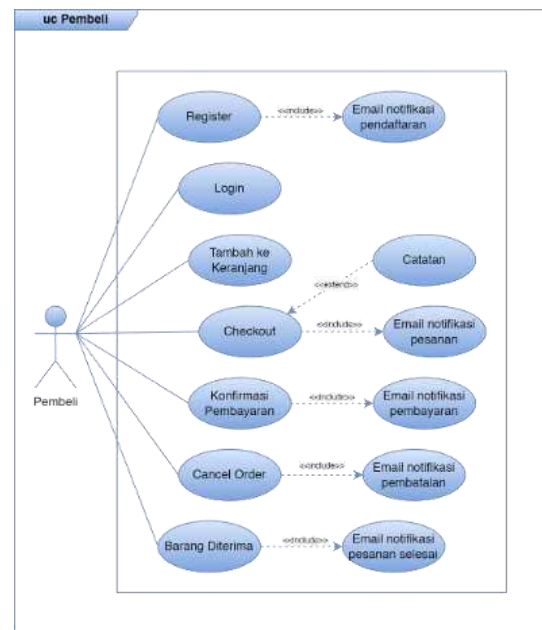 uc Pembeli
Register
<<include>>
Email notifikasi
pendaftaran
Login
Tambah ke
Keranjang
Catatan
<<extend>>
Checkout
<<include>>
Email notifikasi
pesanan
Pembeli
Konfirmasi
Pembayaran
<<include>>
Email notifikasi
pembayaran
Cancel Order
<<include>>
Email notifikasi
pembatalan
Barang Diterima
<<include>>
Email notifikasi
pesanan selesai